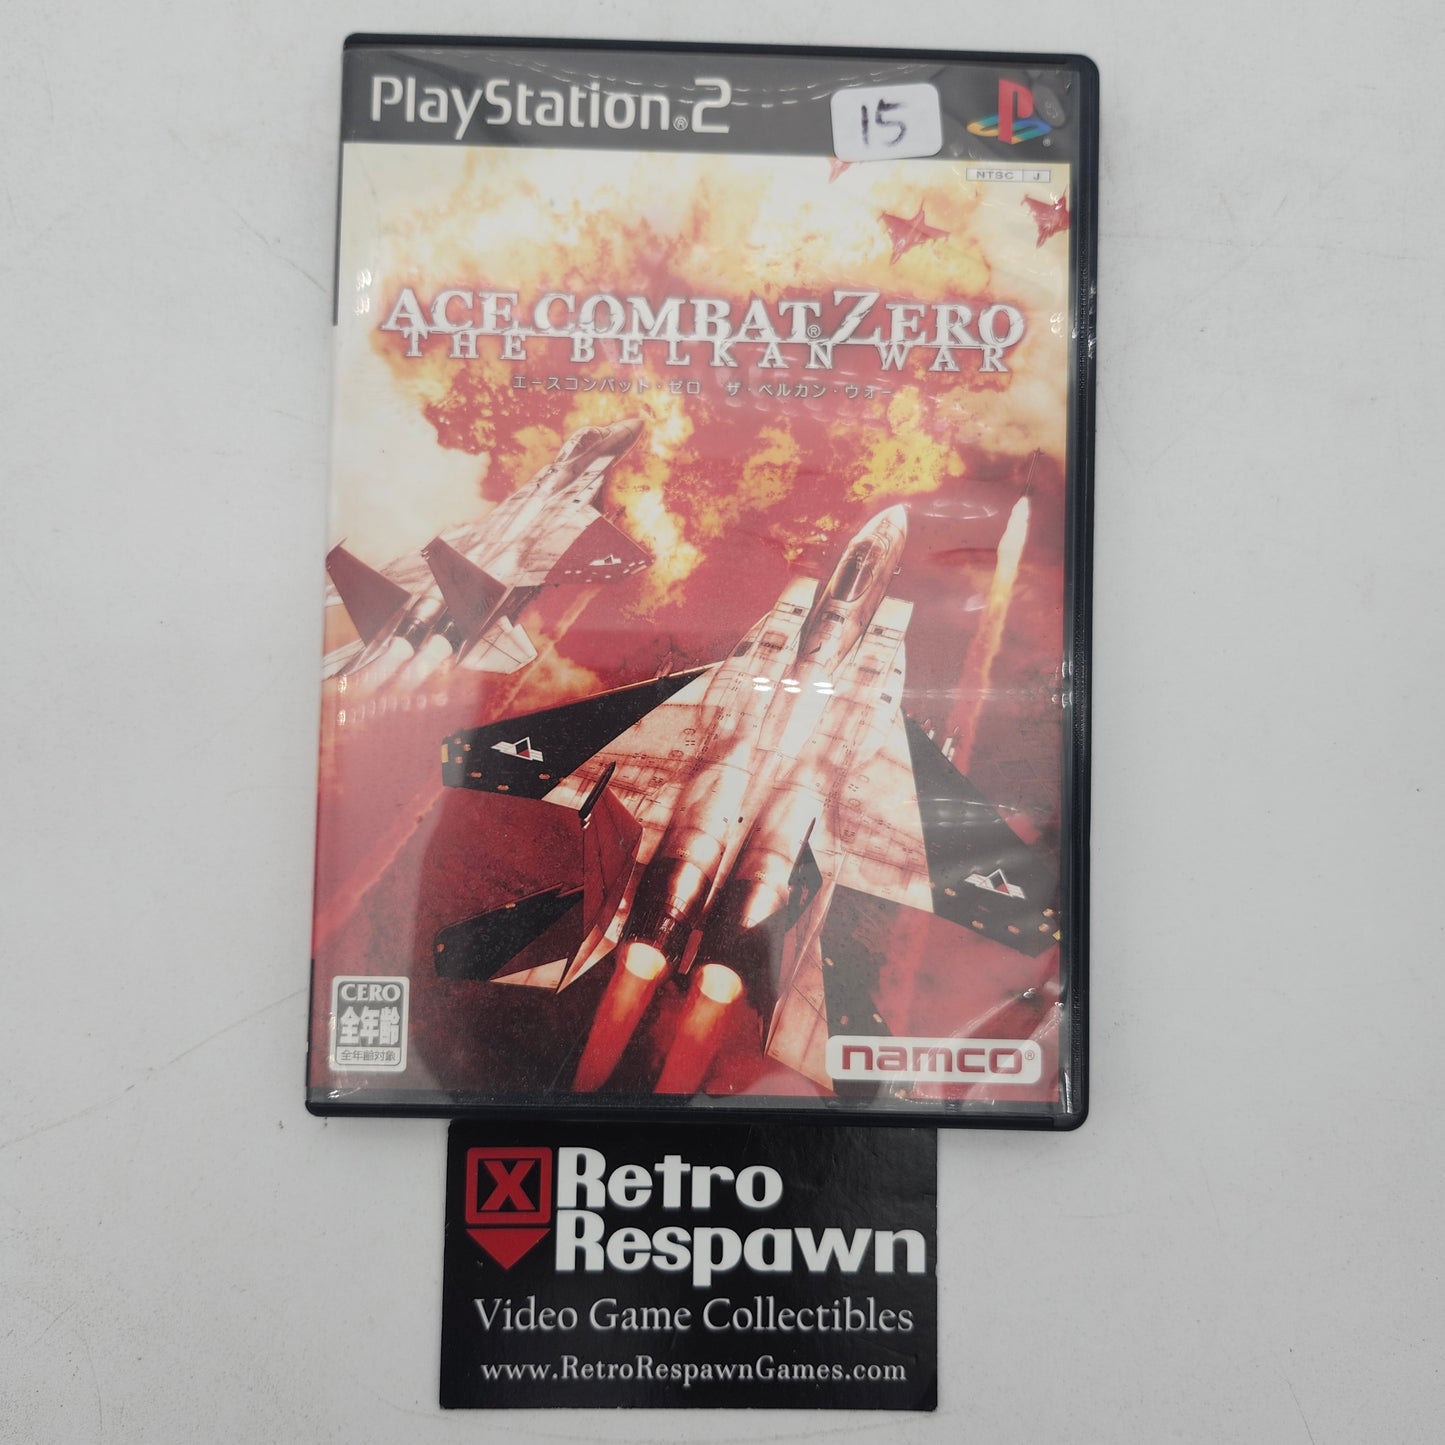 PlayStation®2
15
NTSC J
ACE COMBAT® ZERO
THE BELKAN WAR
エースコンバット・ゼロ ザ・ベルカン・ウォー
CERO
全年齢
全年齢対象
namco®
X
Retro
Respawn
Video Game Collectibles
www.RetroRespawnGames.com